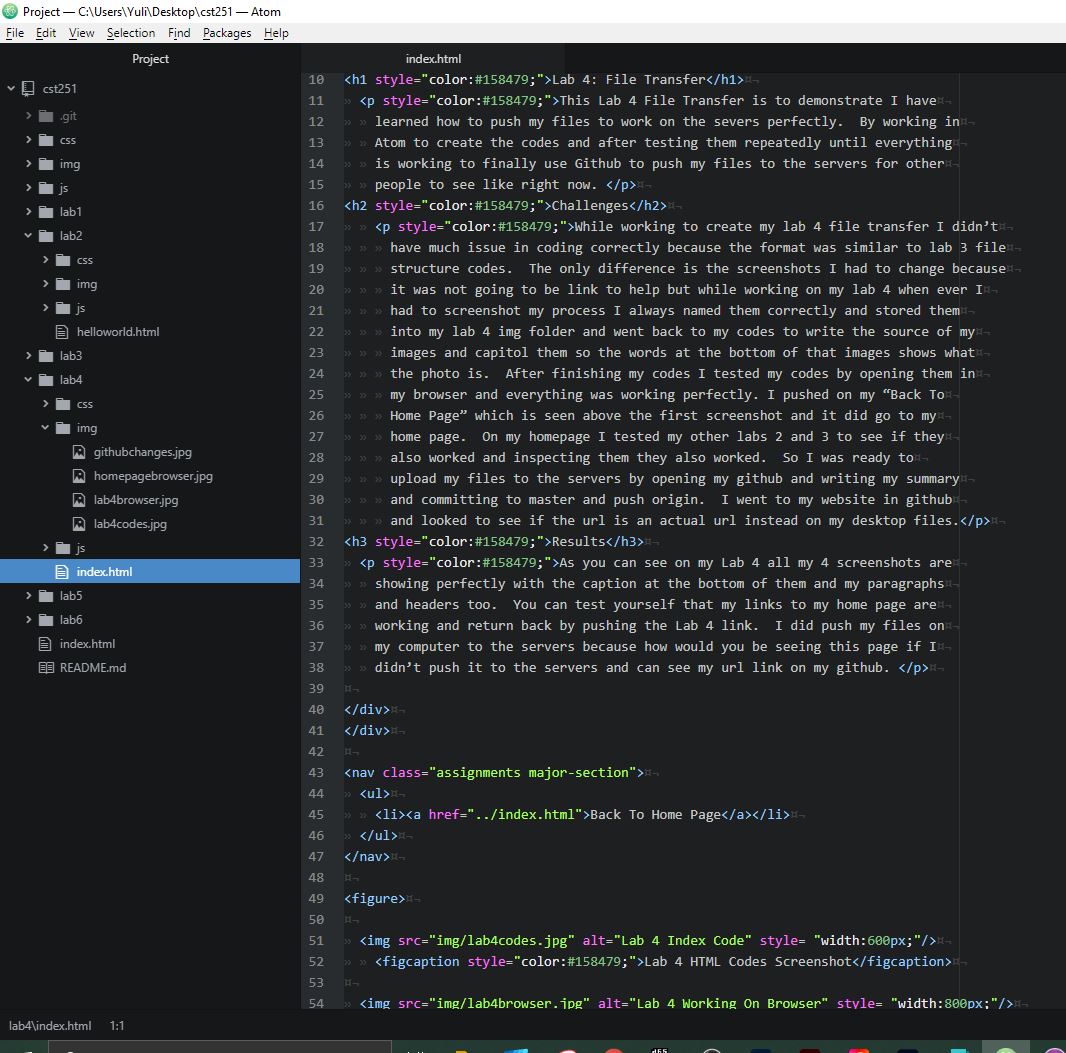 Project — C:\Users\Yuli\Desktop\cst251 — Atom
File Edit View Selection Find Packages Help
Project
cst251
.git
css
img
js
lab1
lab2
css
img
js
helloworld.html
lab3
lab4
css
img
githubchanges.jpg
homepagebrowser.jpg
lab4browser.jpg
lab4codes.jpg
js
index.html
lab5
lab6
index.html
README.md
index.html
10 <h1 style="color:#158479;">Lab 4: File Transfer</h1>
11 <p style="color:#158479;">This Lab 4 File Transfer is to demonstrate I have
12 learned how to push my files to work on the severs perfectly.  By working in
13 Atom to create the codes and after testing them repeatedly until everything
14 is working to finally use Github to push my files to the servers for other
15 people to see like right now. </p>
16 <h2 style="color:#158479;">Challenges</h2>
17 <p style="color:#158479;">While working to create my lab 4 file transfer I didn’t
18 have much issue in coding correctly because the format was similar to lab 3 file
19 structure codes.  The only difference is the screenshots I had to change because
20 it was not going to be link to help but while working on my lab 4 when ever I
21 had to screenshot my process I always named them correctly and stored them
22 into my lab 4 img folder and went back to my codes to write the source of my
23 images and capitol them so the words at the bottom of that images shows what
24 the photo is.  After finishing my codes I tested my codes by opening them in
25 my browser and everything was working perfectly. I pushed on my “Back To
26 Home Page” which is seen above the first screenshot and it did go to my
27 home page.  On my homepage I tested my other labs 2 and 3 to see if they
28 also worked and inspecting them they also worked.  So I was ready to
29 upload my files to the servers by opening my github and writing my summary
30 and committing to master and push origin.  I went to my website in github
31 and looked to see if the url is an actual url instead on my desktop files.</p>
32 <h3 style="color:#158479;">Results</h3>
33 <p style="color:#158479;">As you can see on my Lab 4 all my 4 screenshots are
34 showing perfectly with the caption at the bottom of them and my paragraphs
35 and headers too.  You can test yourself that my links to my home page are
36 working and return back by pushing the Lab 4 link.  I did push my files on
37 my computer to the servers because how would you be seeing this page if I
38 didn’t push it to the servers and can see my url link on my github. </p>
39
40 </div>
41 </div>
42
43 <nav class="assignments major-section">
44 <ul>
45 <li><a href="../index.html">Back To Home Page</a></li>
46 </ul>
47 </nav>
48
49 <figure>
50
51 <img src="img/lab4codes.jpg" alt="Lab 4 Index Code" style= "width:600px;"/>
52 <figcaption style="color:#158479;">Lab 4 HTML Codes Screenshot</figcaption>
53
54 <img src="img/lab4browser.jpg" alt="Lab 4 Working On Browser" style= "width:800px;"/>
lab4\index.html 1:1